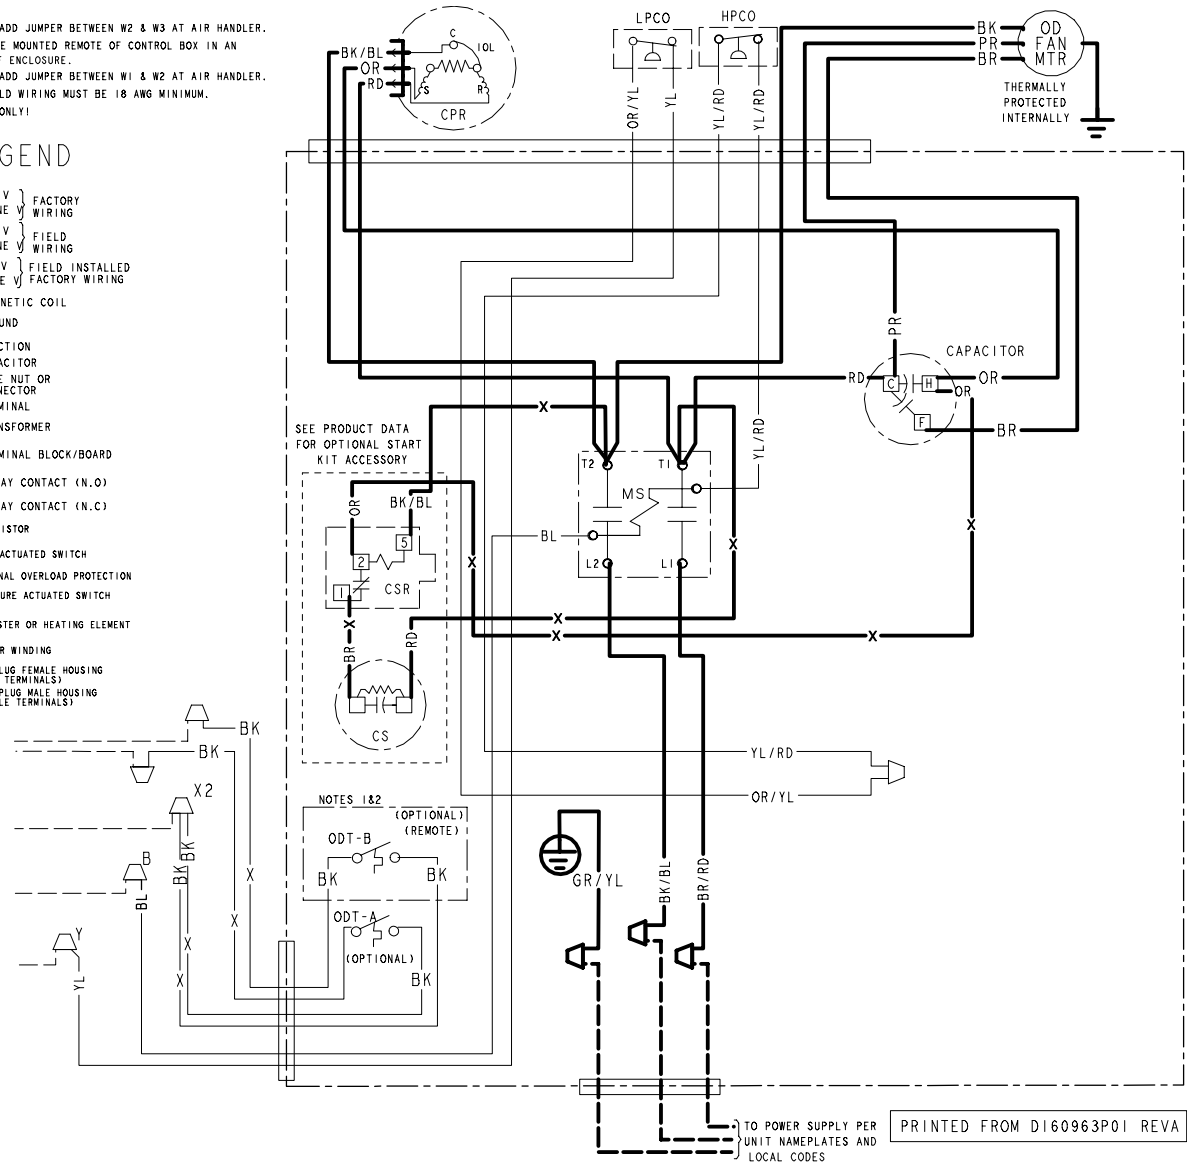 ADD JUMPER BETWEEN W2 & W3 AT AIR HANDLER.
E MOUNTED REMOTE OF CONTROL BOX IN AN
F ENCLOSURE.
ADD JUMPER BETWEEN W1 & W2 AT AIR HANDLER.
LD WIRING MUST BE 18 AWG MINIMUM.
ONLY!
GEND
V
NE V
FACTORY
WIRING
V
NE V
FIELD
WIRING
V
E V
FIELD INSTALLED
FACTORY WIRING
NETIC COIL
UND
CTION
ACITOR
E NUT OR
NECTOR
MINAL
NSFORMER
MINAL BLOCK/BOARD
AY CONTACT (N.O)
AY CONTACT (N.C)
ISTOR
ACTUATED SWITCH
NAL OVERLOAD PROTECTION
URE ACTUATED SWITCH
STER OR HEATING ELEMENT
R WINDING
LUG FEMALE HOUSING
TERMINALS)
PLUG MALE HOUSING
LE TERMINALS)
BK/BL
OR
RD
C
IOL
S
R
CPR
LPCO
HPCO
OR/YL
YL
YL/RD
YL/RD
BK
PR
BR
OD
FAN
MTR
THERMALLY
PROTECTED
INTERNALLY
PR
CAPACITOR
RD
C
H
OR
OR
F
BR
X
SEE PRODUCT DATA
FOR OPTIONAL START
KIT ACCESSORY
YL/RD
T2
T1
MS
BL
L2
L1
OR
BK/BL
5
2
1
CSR
X
X
X
X
BR
RD
X
X
X
CS
BK
BK
YL/RD
OR/YL
X2
BK
BK
B
BL
Y
YL
X
X
X
X
NOTES 1&2
(OPTIONAL)
(REMOTE)
ODT-B
BK
BK
ODT-A
(OPTIONAL)
BK
GR/YL
BK/BL
BR/RD
TO POWER SUPPLY PER
UNIT NAMEPLATES AND
LOCAL CODES
PRINTED FROM D160963P01 REVA